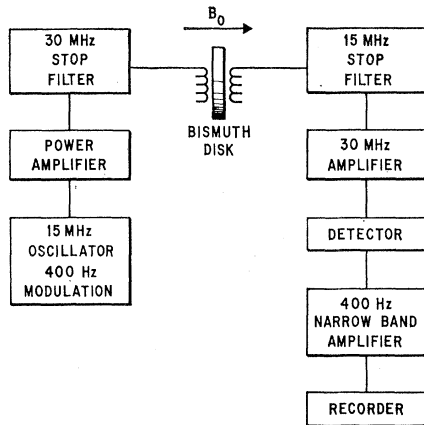 30 MHz
STOP
FILTER
POWER
AMPLIFIER
15 MHz
OSCILLATOR
400 Hz
MODULATION
B₀
BISMUTH
DISK
15 MHz
STOP
FILTER
30 MHz
AMPLIFIER
DETECTOR
400 Hz
NARROW BAND
AMPLIFIER
RECORDER